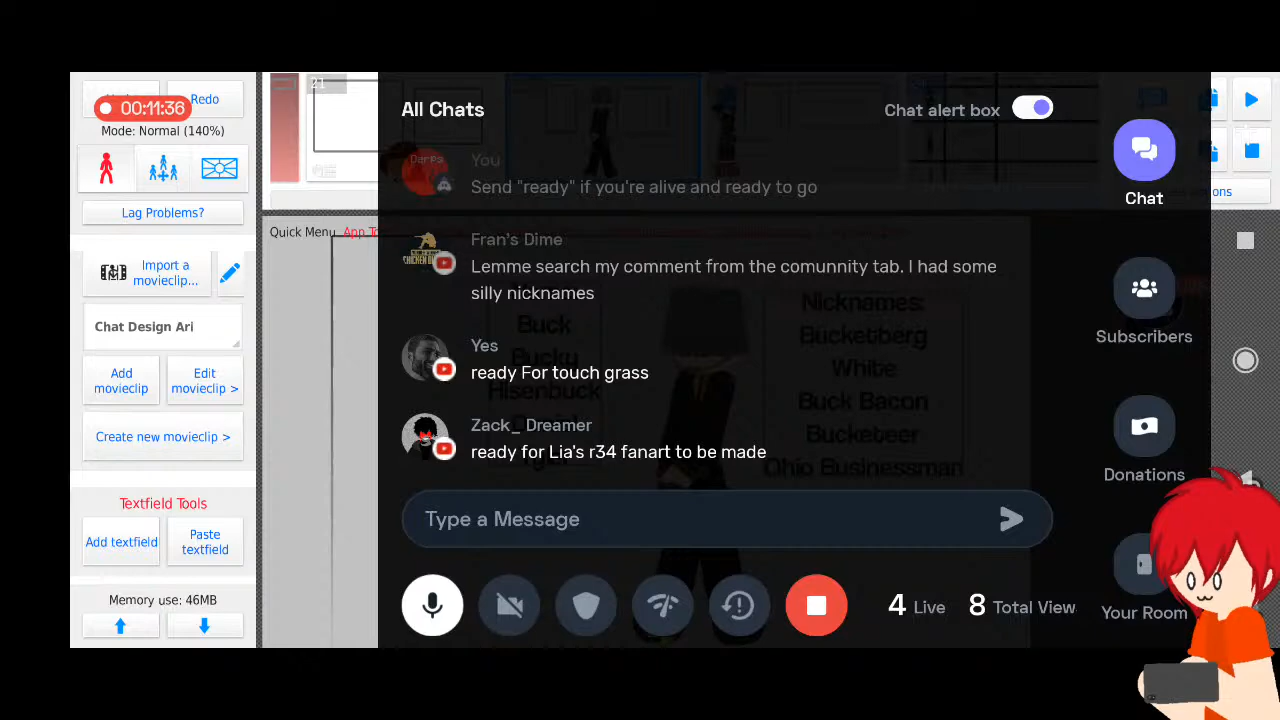 Redo
00:11:36
Mode: Normal (140%)
Lag Problems?
Import a
movieclip...
Chat Design Ari
Add
movieclip
Edit
movieclip >
Create new movieclip >
Textfield Tools
Add textfield
Paste
textfield
Memory use: 46MB
21
Quick Menu
All Chats
Chat alert box
You
Send "ready" if you're alive and ready to go
Fran's Dime
Lemme search my comment from the comunnity tab. I had some
silly nicknames
Yes
ready For touch grass
Zack_ Dreamer
ready for Lia's r34 fanart to be made
Type a Message
4 Live
8 Total View
Chat
Subscribers
Donations
Your Room
Buck
Bucky
Hisenbuck
Nicknames:
Bucketberg
White
Buck Bacon
Bucketeer
Ohio Businessman